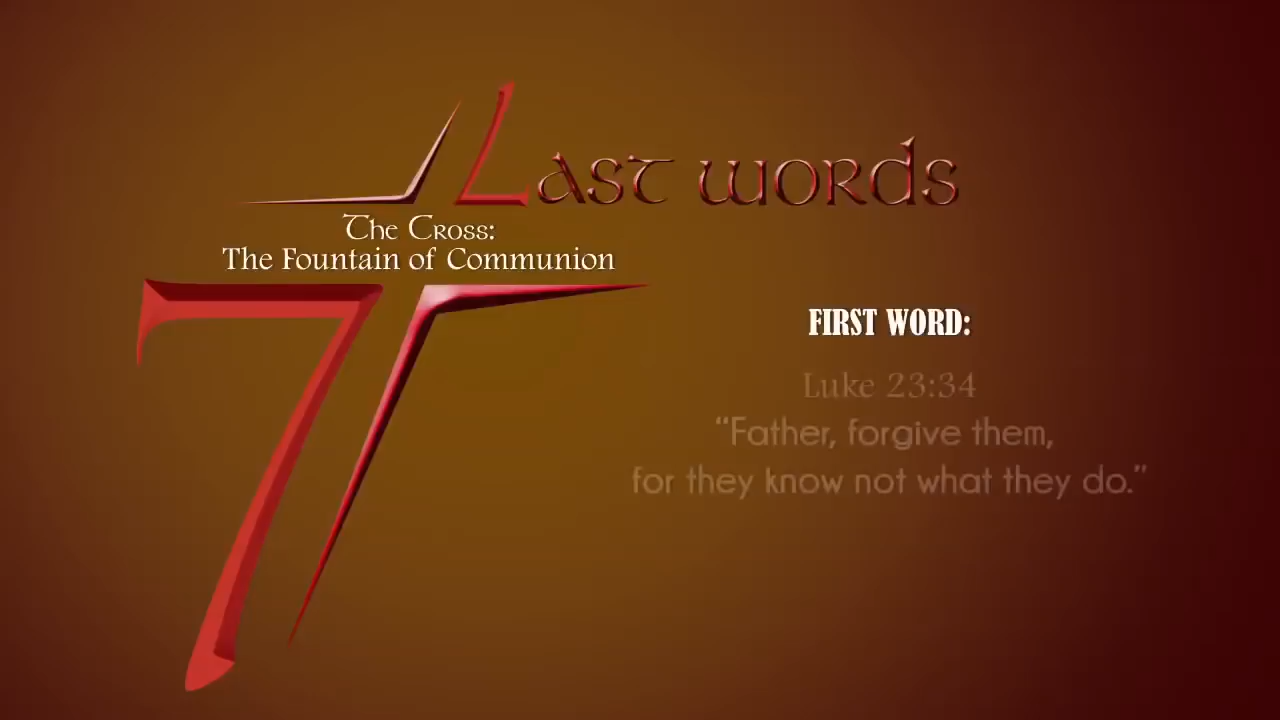 7 Last Words
The Cross:
The Fountain of Communion
FIRST WORD:
Luke 23:34
“Father, forgive them,
for they know not what they do.”